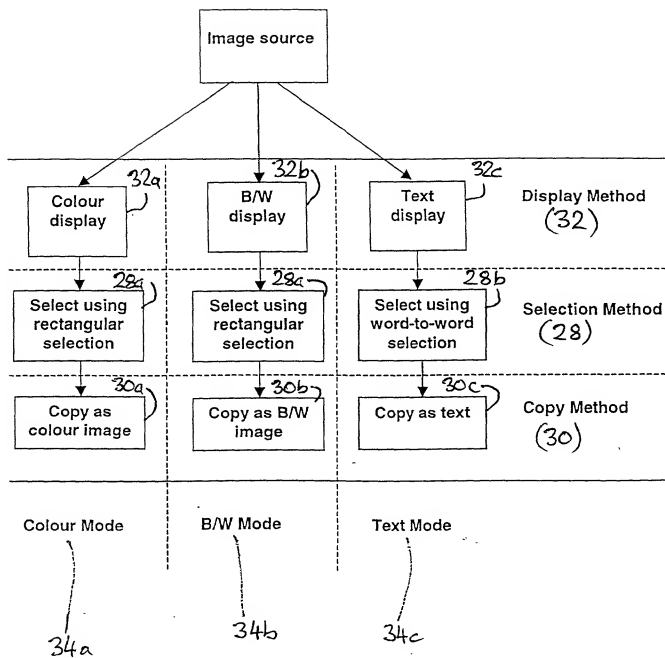 Image source
32a
32b
32c
Colour
display
B/W
display
Text
display
Display Method
(32)
28a
28a
28b
Select using
rectangular
selection
Select using
rectangular
selection
Select using
word-to-word
selection
Selection Method
(28)
30a
30b
30c
Copy as
colour image
Copy as B/W
image
Copy as text
Copy Method
(30)
Colour Mode
B/W Mode
Text Mode
34a
34b
34c